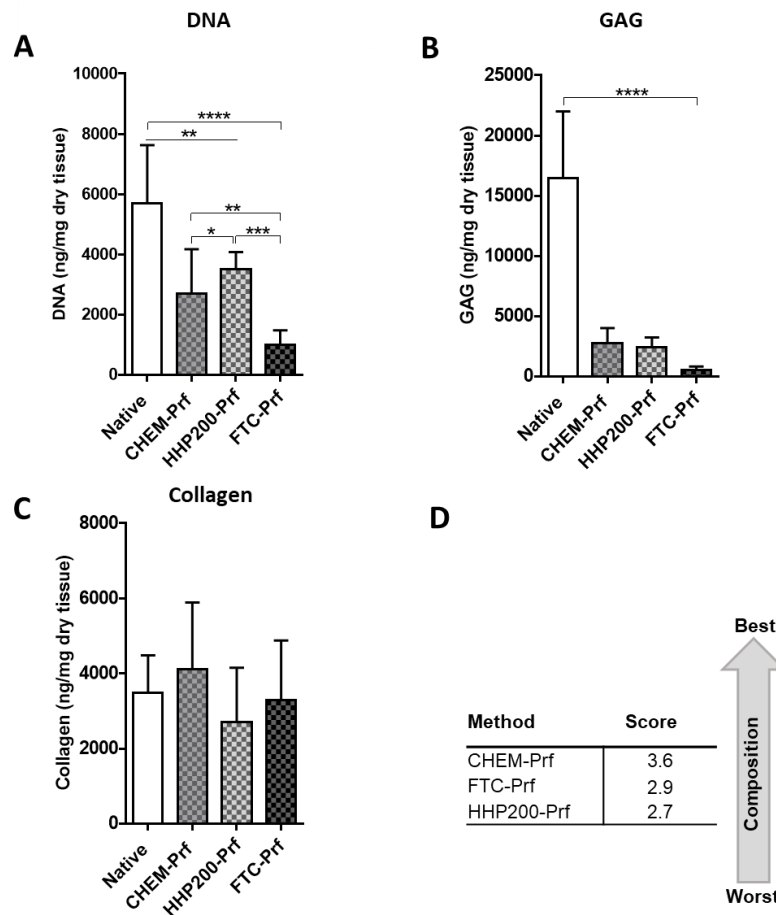 DNA
A
DNA (ng/mg dry tissue)
10000
8000
6000
4000
2000
0
****
**
**
*
***
Native
CHEM-Prf
HHP200-Prf
FTC-Prf
GAG
B
GAG (ng/mg dry tissue)
25000
20000
15000
10000
5000
0
****
Native
CHEM-Prf
HHP200-Prf
FTC-Prf
Collagen
C
Collagen (ng/mg dry tissue)
8000
6000
4000
2000
0
Native
CHEM-Prf
HHP200-Prf
FTC-Prf
D
Method Score
CHEM-Prf 3.6
FTC-Prf 2.9
HHP200-Prf 2.7
Best
Composition
Worst